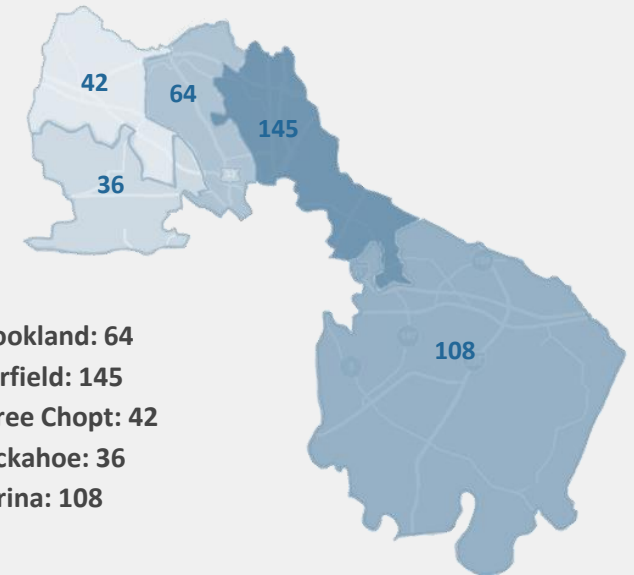 42
64
145
36
108
ookland: 64
rfield: 145
ree Chopt: 42
ckahoe: 36
rina: 108